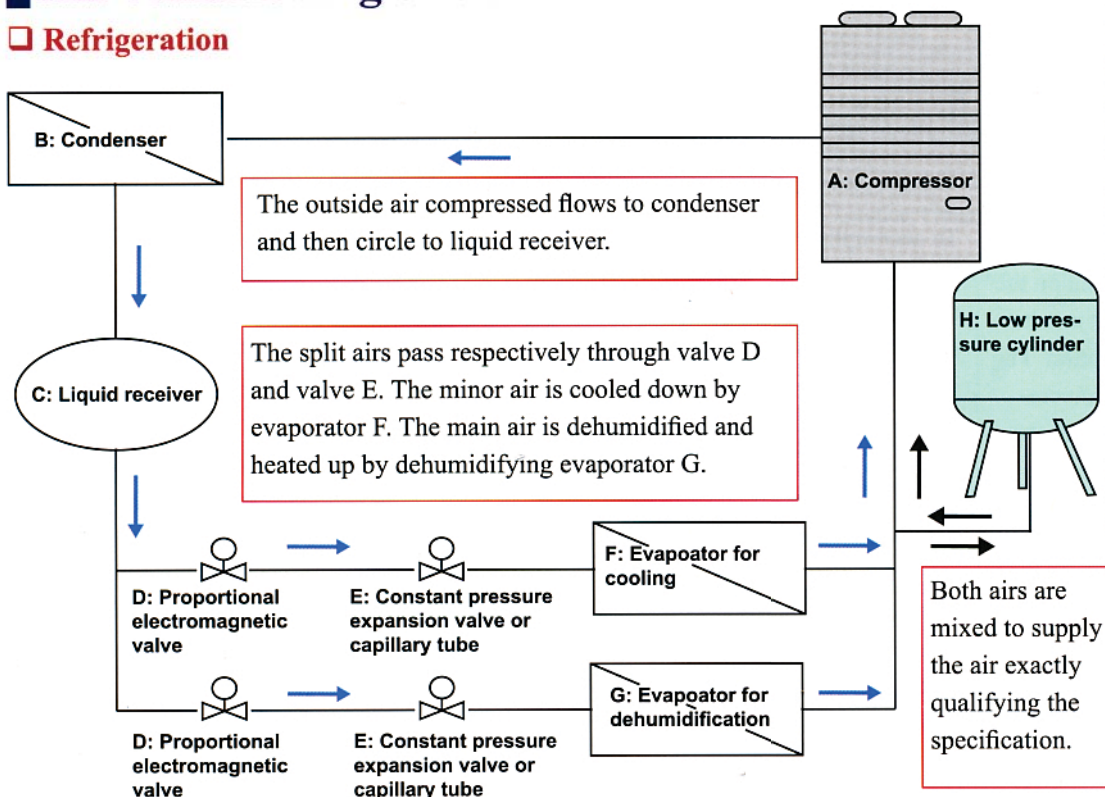 Refrigeration
B: Condenser
A: Compressor
The outside air compressed flows to condenser
and then circle to liquid receiver.
H: Low pres-
sure cylinder
C: Liquid receiver
The split airs pass respectively through valve D
and valve E. The minor air is cooled down by
evaporator F. The main air is dehumidified and
heated up by dehumidifying evaporator G.
F: Evapoator for
cooling
D: Proportional
electromagnetic
valve
E: Constant pressure
expansion valve or
capillary tube
Both airs are
mixed to supply
the air exactly
qualifying the
specification.
G: Evapoator for
dehumidification
D: Proportional
electromagnetic
valve
E: Constant pressure
expansion valve or
capillary tube